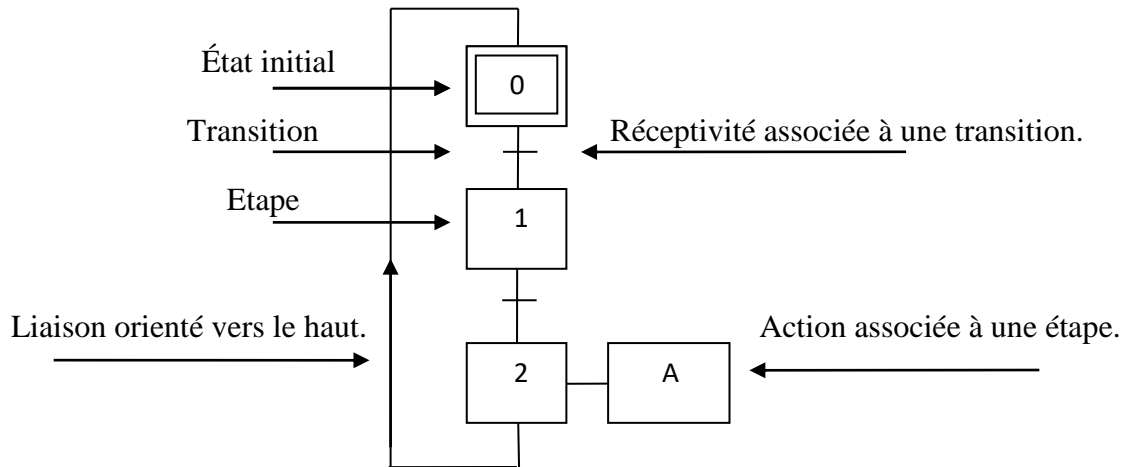 État initial
0
Transition
Réceptivité associée à une transition.
Etape
1
Liaison orienté vers le haut.
2
A
Action associée à une étape.